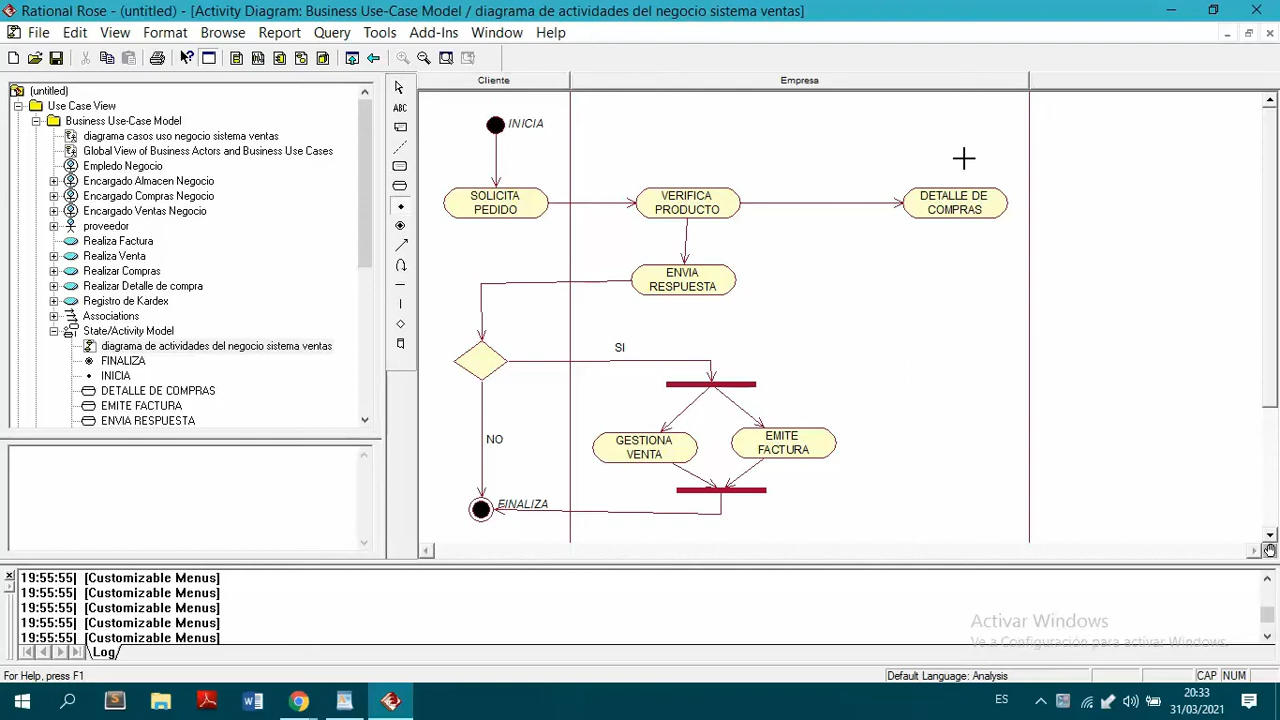 Rational Rose - (untitled) - [Activity Diagram: Business Use-Case Model / diagrama de actividades del negocio sistema ventas]
File Edit View Format Browse Report Query Tools Add-Ins Window Help
(untitled)
Use Case View
Business Use-Case Model
diagrama casos uso negocio sistema ventas
Global View of Business Actors and Business Use Cases
Empledo Negocio
Encargado Almacen Negocio
Encargado Compras Negocio
Encargado Ventas Negocio
proveedor
Realiza Factura
Realiza Venta
Realizar Compras
Realizar Detalle de compra
Registro de Kardex
Associations
State/Activity Model
diagrama de actividades del negocio sistema ventas
FINALIZA
INICIA
DETALLE DE COMPRAS
EMITE FACTURA
ENVIA RESPUESTA
ABC
Cliente
Empresa
INICIA
SOLICITA
PEDIDO
VERIFICA
PRODUCTO
DETALLE DE
COMPRAS
ENVIA
RESPUESTA
SI
NO
GESTIONA
VENTA
EMITE
FACTURA
FINALIZA
19:55:55| [Customizable Menus]
19:55:55| [Customizable Menus]
19:55:55| [Customizable Menus]
19:55:55| [Customizable Menus]
19:55:55| [Customizable Menus]
Log
Activar Windows
Ve a Configuración para activar Windows.
For Help, press F1
Default Language: Analysis
CAP NUM
ES
20:33
31/03/2021